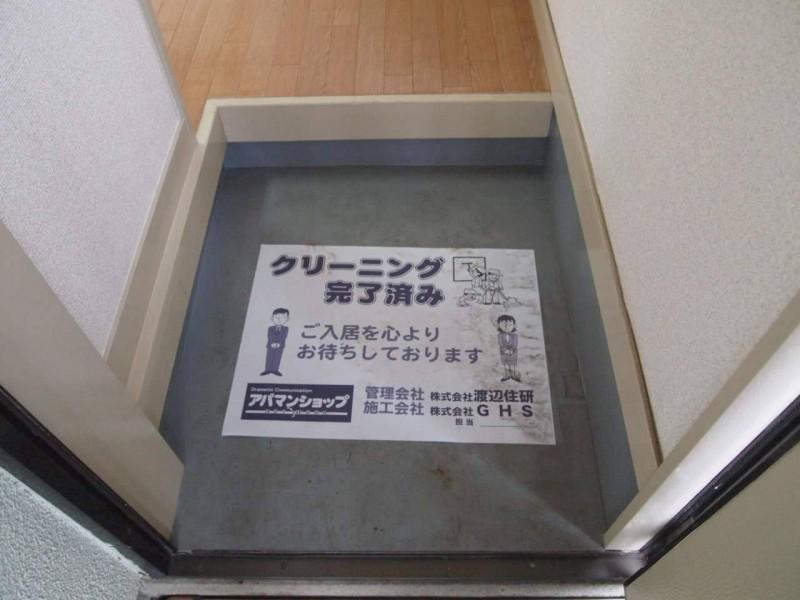 クリーニング
完了済み
ご入居を心より
お待ちしております
Dramatic Communication
アパマンショップ
管理会社 株式会社渡辺住研
施工会社 株式会社GHS
担当